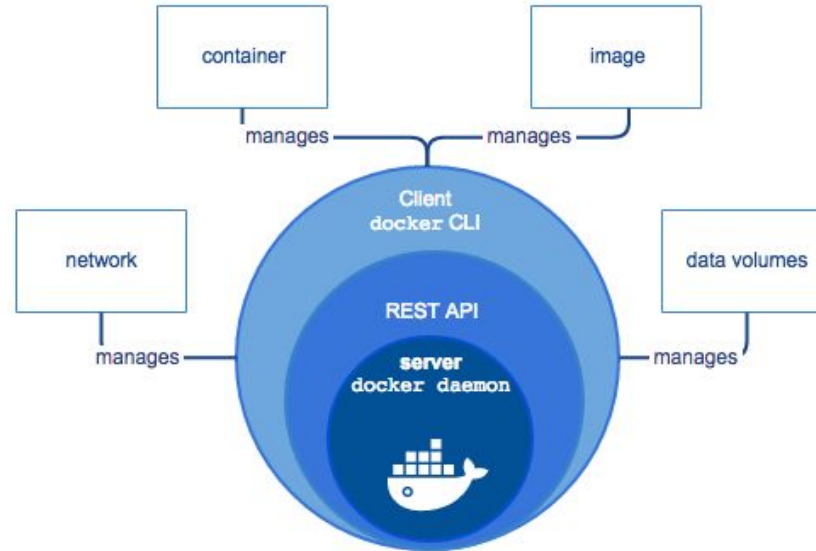 container
image
manages
manages
Client
docker CLI
network
data volumes
REST API
manages
manages
server
docker daemon